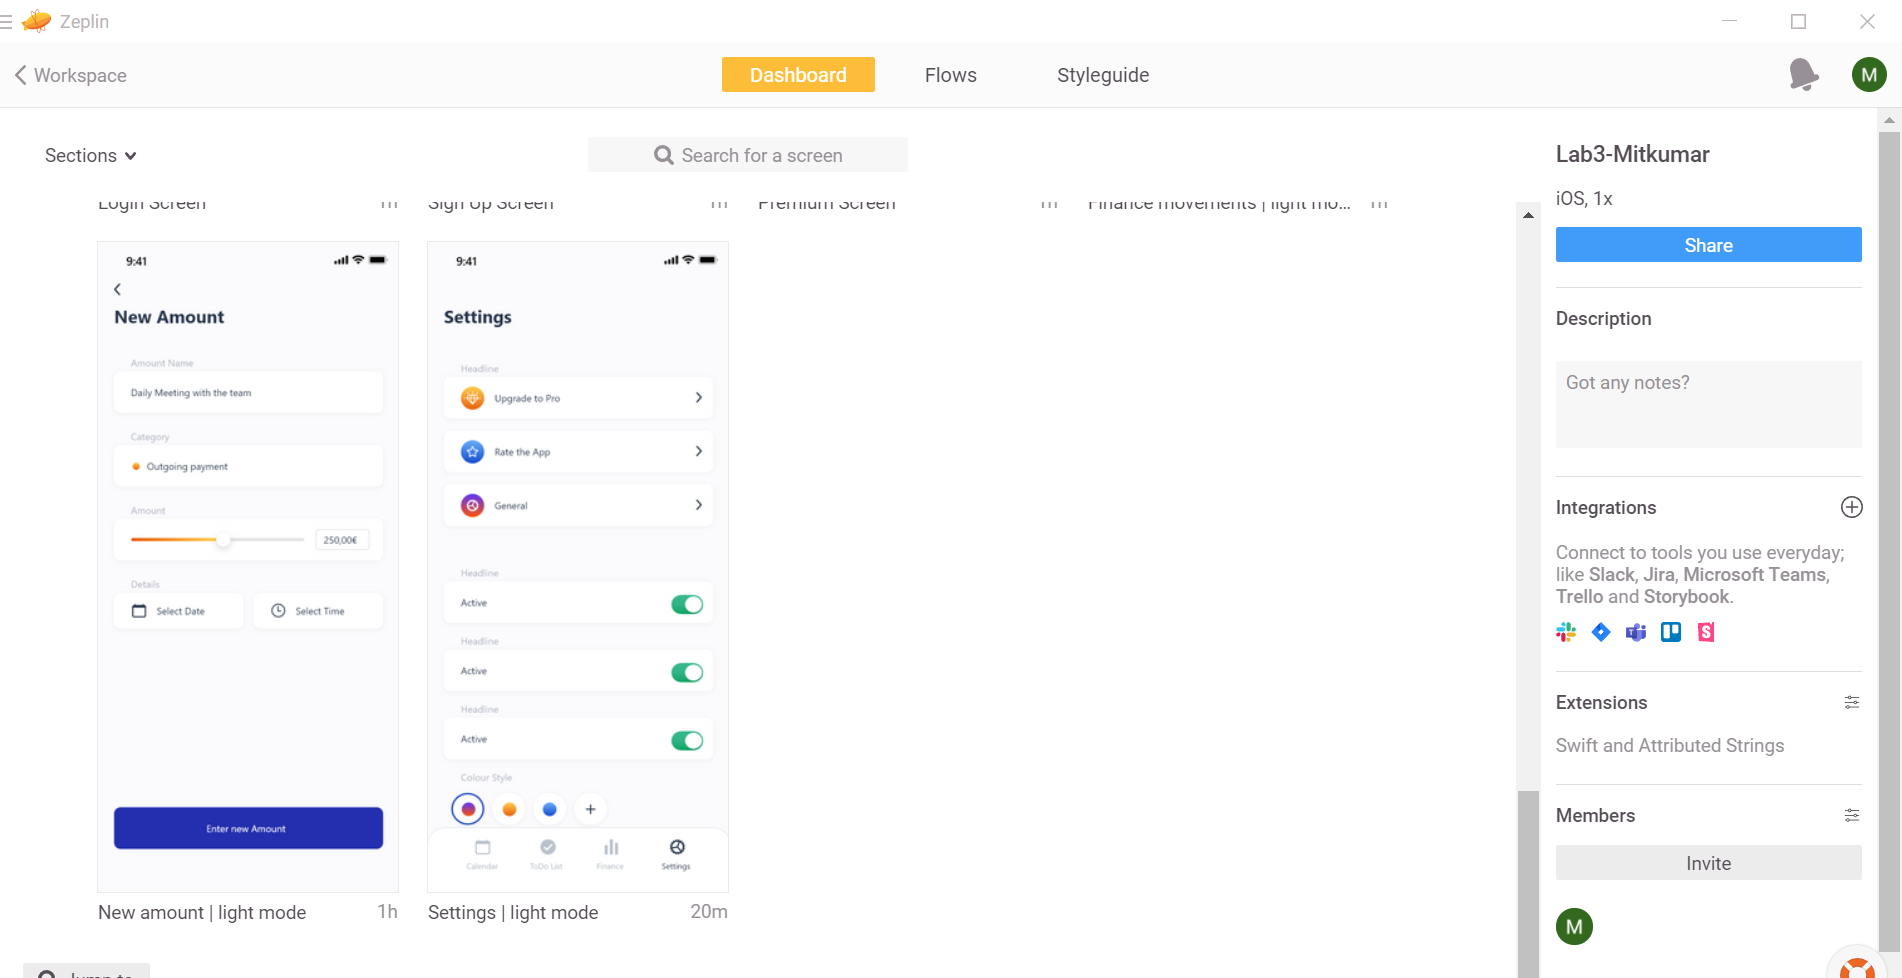 Zeplin
Workspace
Dashboard
Flows
Styleguide
M
Sections
Search for a screen
Login Screen
1h
Sign Up Screen
1h
Premium Screen
1h
Finance movements | light mo...
1h
9:41
New Amount
Amount Name
Daily Meeting with the team
Category
Outgoing payment
Amount
250,00€
Details
Select Date
Select Time
Enter new Amount
New amount | light mode
1h
9:41
Settings
Headline
Upgrade to Pro
Rate the App
General
Headline
Active
Headline
Active
Headline
Active
Colour Style
Calendar
ToDo List
Finance
Settings
Settings | light mode
20m
Lab3-Mitkumar
iOS, 1x
Share
Description
Got any notes?
Integrations
Connect to tools you use everyday;
like Slack, Jira, Microsoft Teams,
Trello and Storybook.
Extensions
Swift and Attributed Strings
Members
Invite
M
Jump to